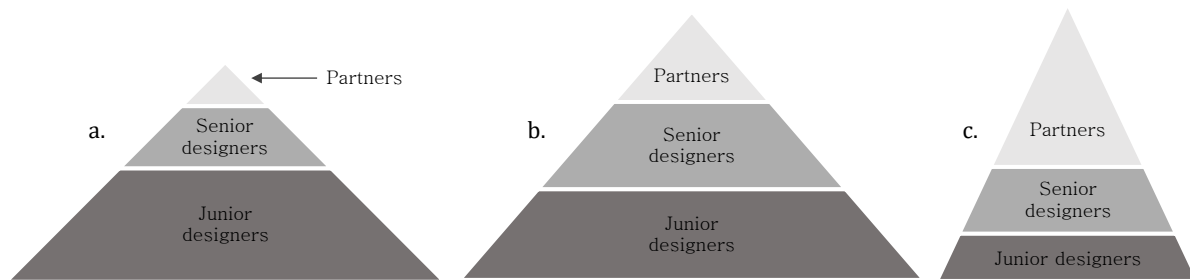 a.
Partners
Senior
designers
Junior
designers
b.
Partners
Senior
designers
Junior
designers
c.
Partners
Senior
designers
Junior designers